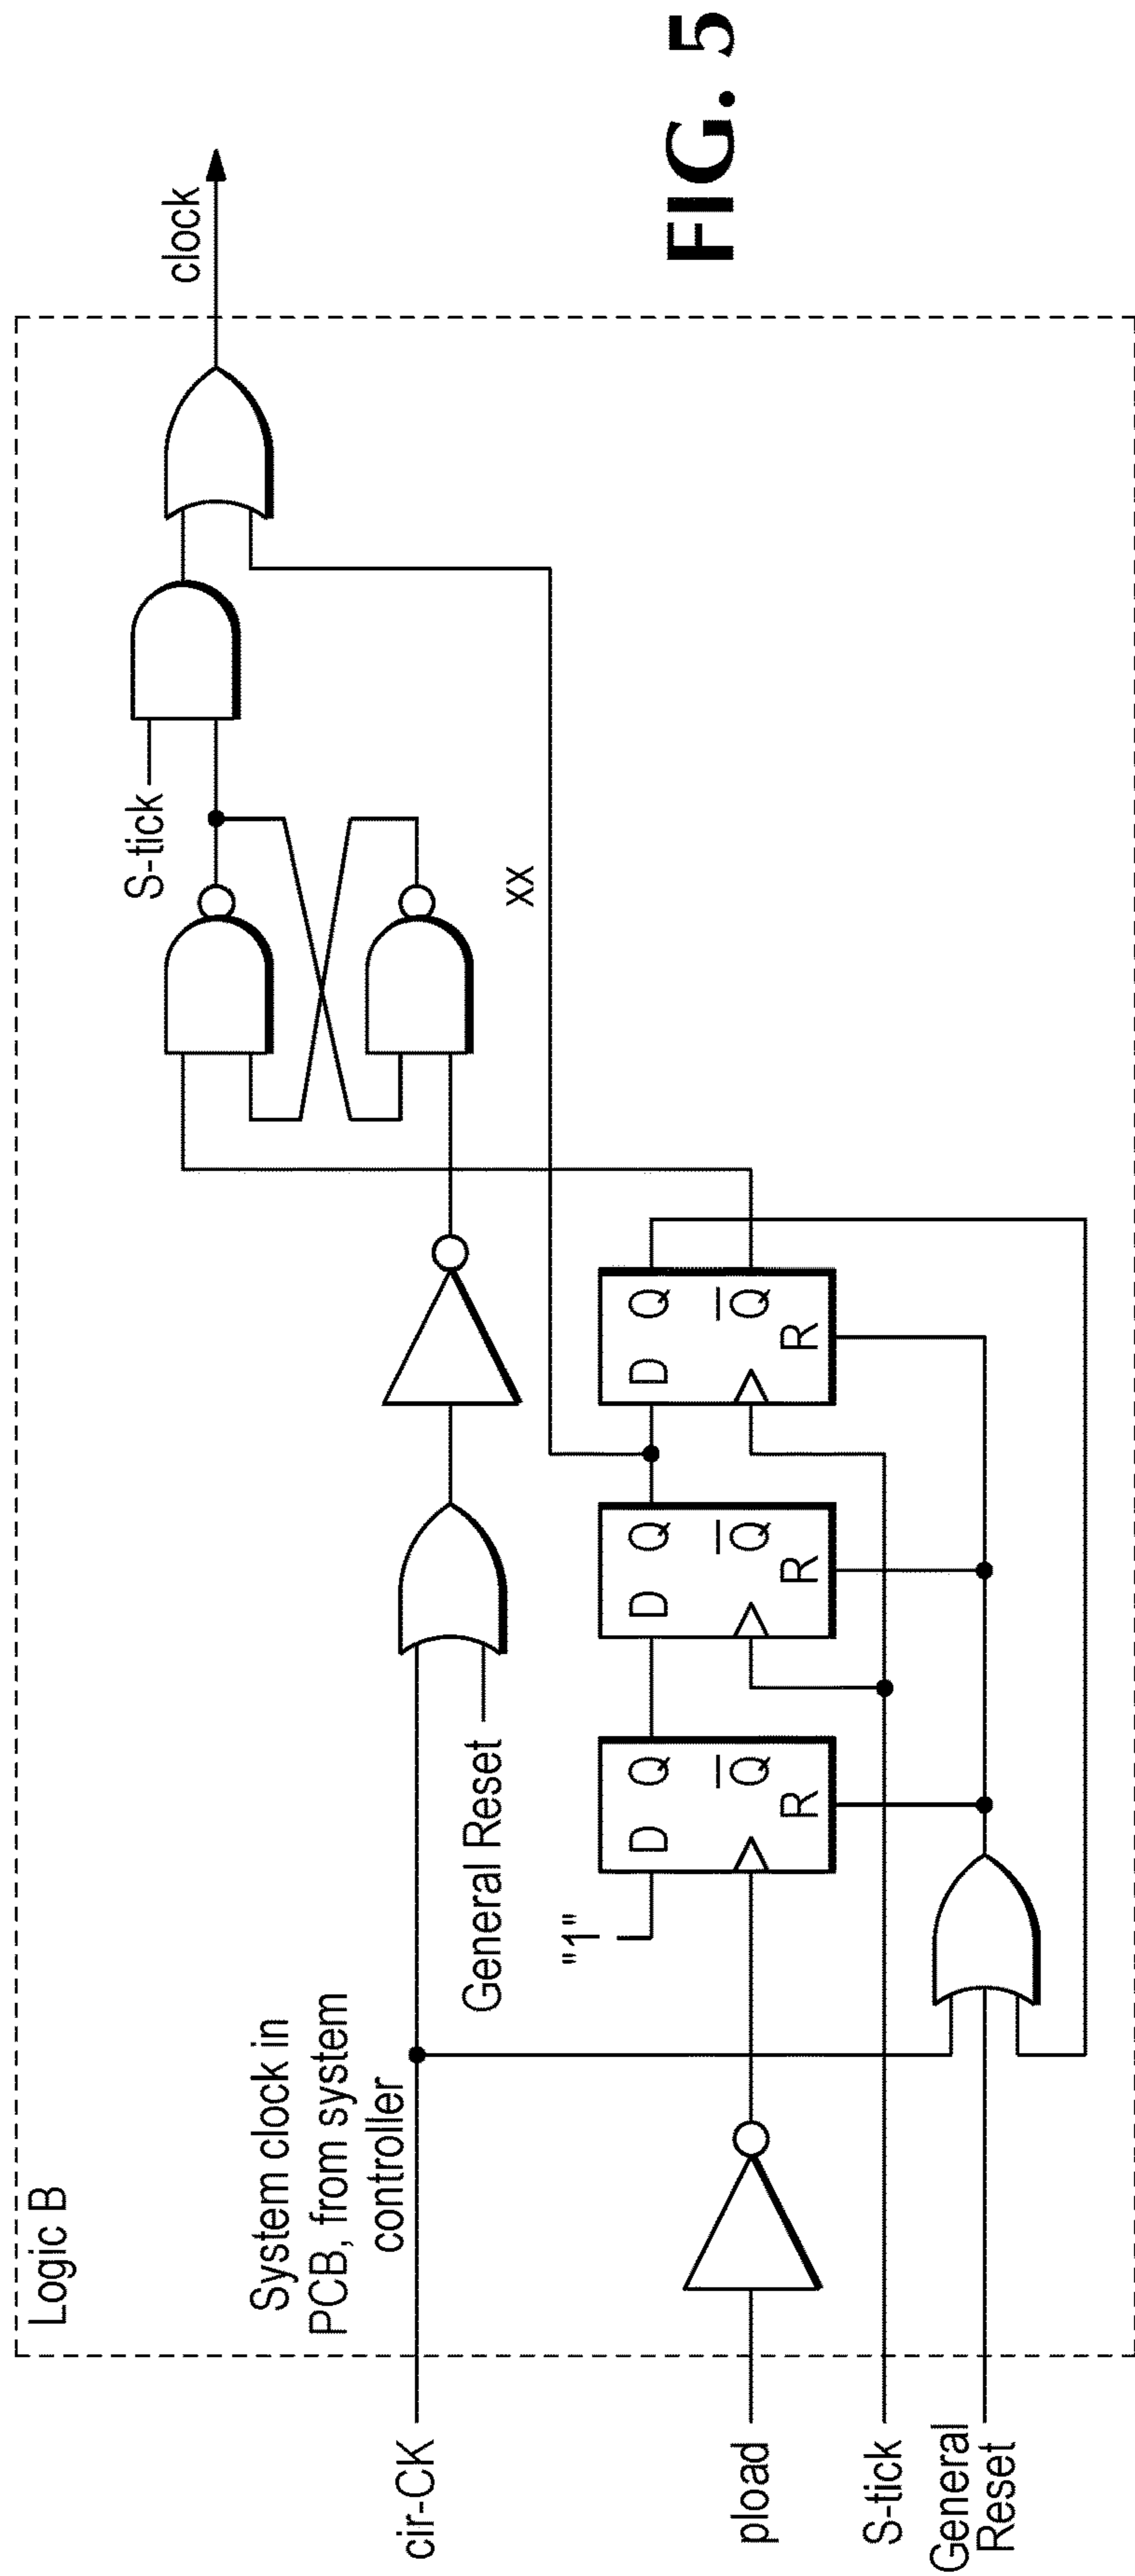 Logic B
System clock in
PCB, from system
controller
cir-CK
General Reset
"1"
pload
S-tick
General
Reset
D Q
Q
R
D Q
Q
R
D Q
Q
R
S-tick
xx
clock
FIG. 5